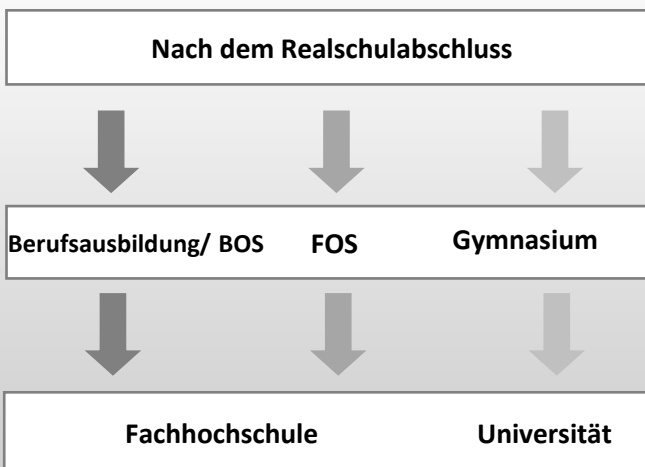 Nach dem Realschulabschluss
Berufsausbildung/ BOS FOS Gymnasium
Fachhochschule Universität